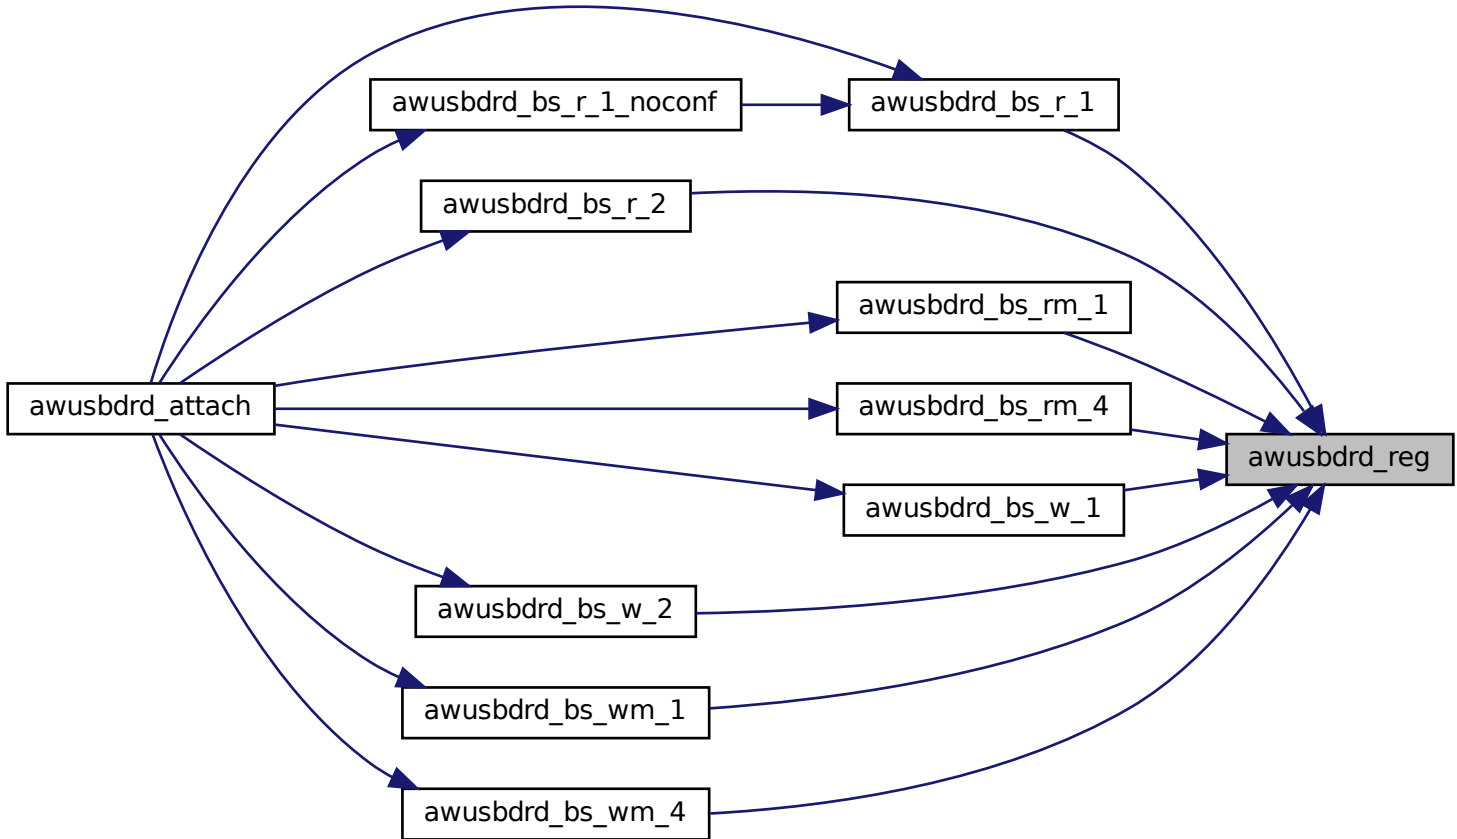 awusbdrd_bs_r_1_noconf
awusbdrd_bs_r_1
awusbdrd_bs_r_2
awusbdrd_bs_rm_1
awusbdrd_attach
awusbdrd_bs_rm_4
awusbdrd_reg
awusbdrd_bs_w_1
awusbdrd_bs_w_2
awusbdrd_bs_wm_1
awusbdrd_bs_wm_4